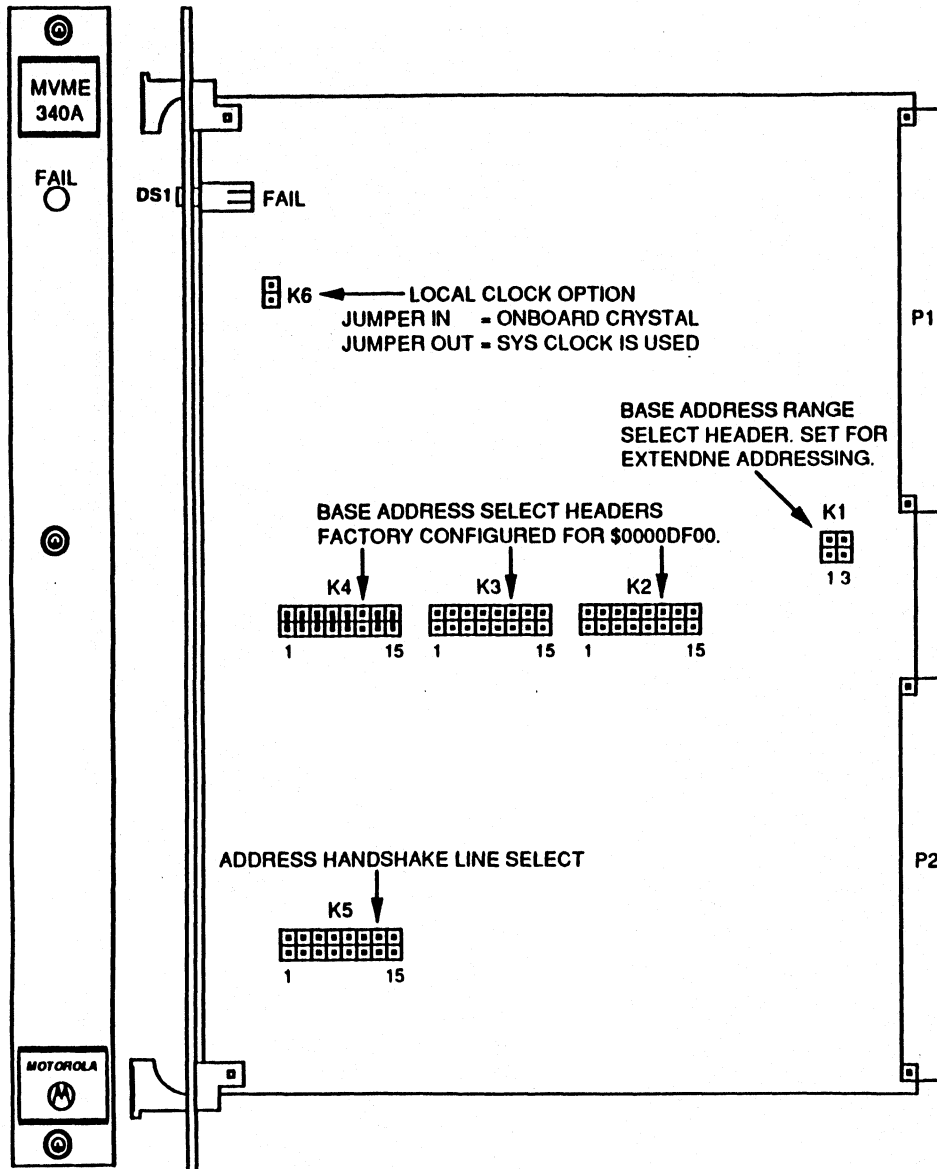 MVME
340A
FAIL
DS1
FAIL
K6
LOCAL CLOCK OPTION
JUMPER IN = ONBOARD CRYSTAL
JUMPER OUT = SYS CLOCK IS USED
P1
BASE ADDRESS RANGE
SELECT HEADER. SET FOR
EXTENDNE ADDRESSING.
K1
1 3
BASE ADDRESS SELECT HEADERS
FACTORY CONFIGURED FOR $0000DF00.
K4
K3
K2
1 15
1 15
1 15
ADDRESS HANDSHAKE LINE SELECT
P2
K5
1 15
MOTOROLA
M